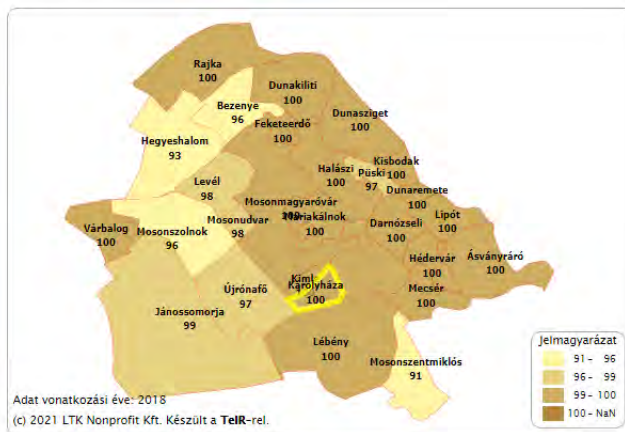 Rajka
100
Dunakiliti
100
Bezenye
96
Dunasziget
100
Feketeerdő
100
Hegyeshalom
93
Halászi
100
Kisbodak
100
Püski
97
Levél
98
Dunaremete
100
Mosonmagyaróvár
Máriakálnok
100
Lipót
100
Várbalog
100
Mosonszolnok
96
Mosonudvar
98
Darnózseli
100
Hédervár
100
Ásványráró
100
Újrónafő
97
Károlyháza
100
Mecsér
100
Jánossomorja
99
Lébény
100
Mosonszentmiklós
91
Jelmagyarázat
91 - 96
96 - 99
99 - 100
100 - NaN
Adat vonatkozási éve: 2018
(c) 2021 LTK Nonprofit Kft. Készült a TeIR-rel.